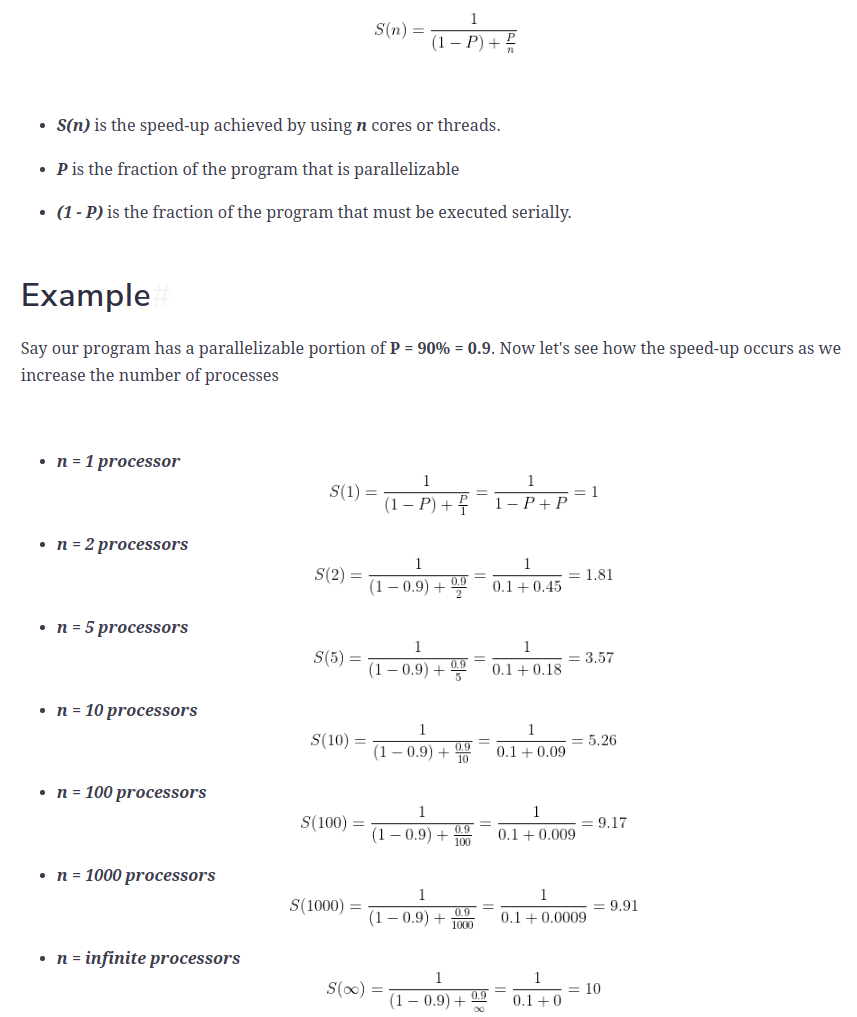 S(n) = \frac{1}{(1 - P) + \frac{P}{n}}
• S(n) is the speed-up achieved by using n cores or threads.
• P is the fraction of the program that is parallelizable
• (1 - P) is the fraction of the program that must be executed serially.
Example#
Say our program has a parallelizable portion of P = 90% = 0.9. Now let's see how the speed-up occurs as we
increase the number of processes
• n = 1 processor
S(1) = \frac{1}{(1 - P) + \frac{P}{1}} = \frac{1}{1 - P + P} = 1
• n = 2 processors
S(2) = \frac{1}{(1 - 0.9) + \frac{0.9}{2}} = \frac{1}{0.1 + 0.45} = 1.81
• n = 5 processors
S(5) = \frac{1}{(1 - 0.9) + \frac{0.9}{5}} = \frac{1}{0.1 + 0.18} = 3.57
• n = 10 processors
S(10) = \frac{1}{(1 - 0.9) + \frac{0.9}{10}} = \frac{1}{0.1 + 0.09} = 5.26
• n = 100 processors
S(100) = \frac{1}{(1 - 0.9) + \frac{0.9}{100}} = \frac{1}{0.1 + 0.009} = 9.17
• n = 1000 processors
S(1000) = \frac{1}{(1 - 0.9) + \frac{0.9}{1000}} = \frac{1}{0.1 + 0.0009} = 9.91
• n = infinite processors
S(∞) = \frac{1}{(1 - 0.9) + \frac{0.9}{∞}} = \frac{1}{0.1 + 0} = 10